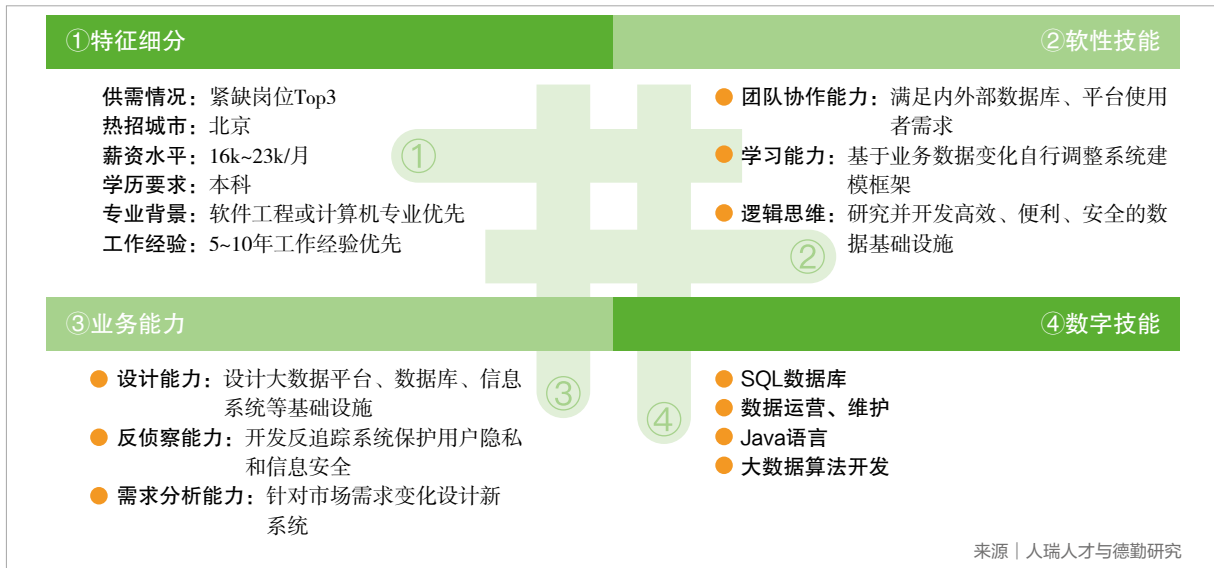 ①特征细分
②软性技能
供需情况：紧缺岗位Top3
热招城市：北京
薪资水平：16k~23k/月
学历要求：本科
专业背景：软件工程或计算机专业优先
工作经验：5~10年工作经验优先
①
团队协作能力：满足内外部数据库、平台使用
者需求
学习能力：基于业务数据变化自行调整系统建
模框架
逻辑思维：研究并开发高效、便利、安全的数
据基础设施
②
③业务能力
④数字技能
设计能力：设计大数据平台、数据库、信息
系统等基础设施
反侦察能力：开发反追踪系统保护用户隐私
和信息安全
需求分析能力：针对市场需求变化设计新
系统
③
④
SQL数据库
数据运营、维护
Java语言
大数据算法开发
来源｜人瑞人才与德勤研究